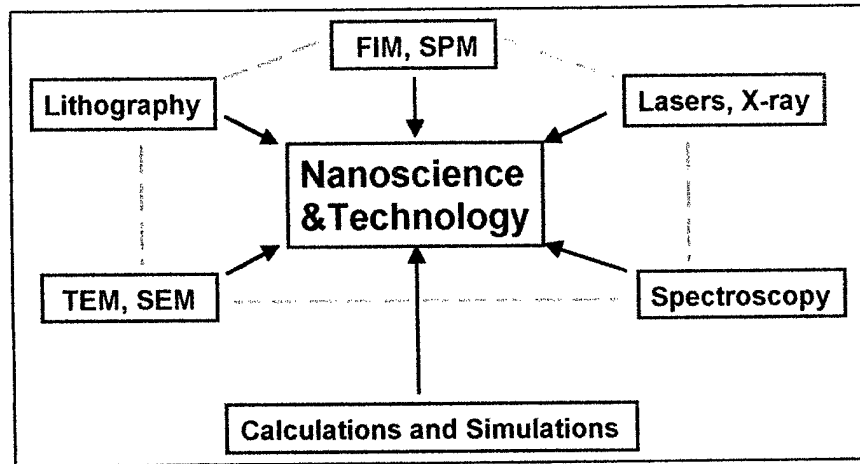 FIM, SPM
Lithography
Lasers, X-ray
Nanoscience
&Technology
TEM, SEM
Spectroscopy
Calculations and Simulations